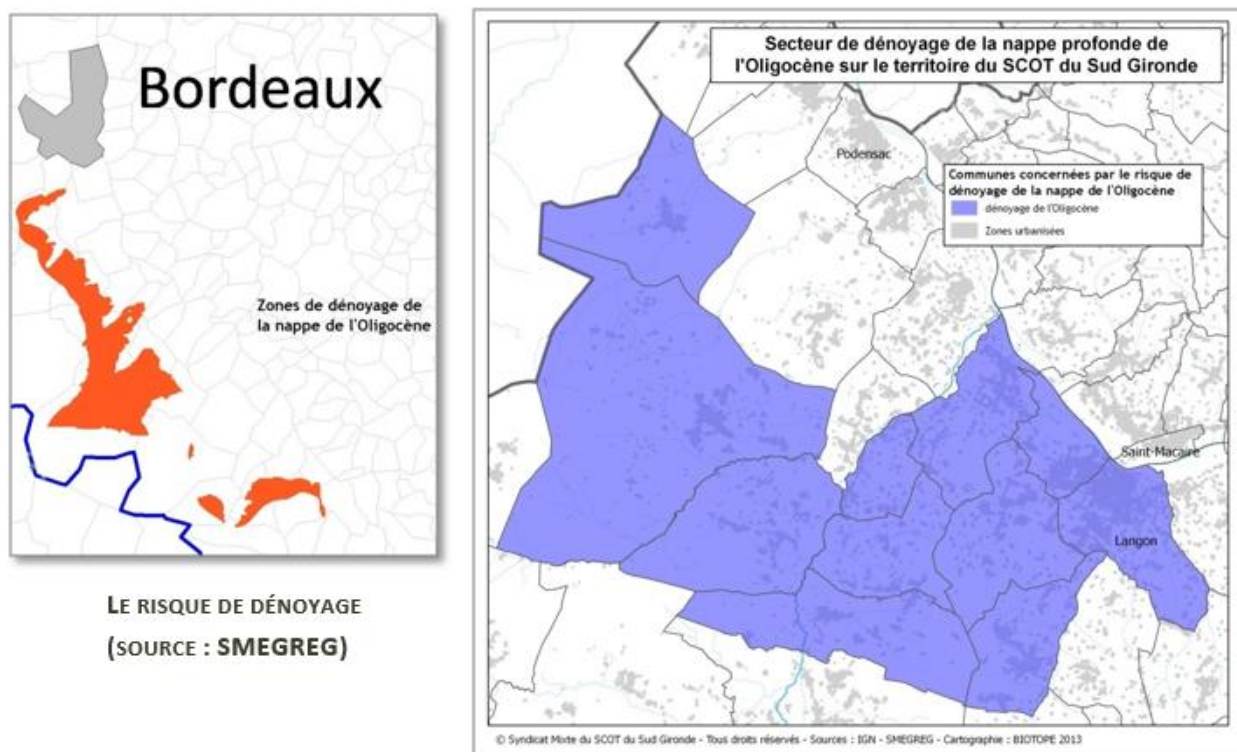 Bordeaux
Zones de dénoyage de
la nappe de l'Oligocène
LE RISQUE DE DÉNOYAGE
(SOURCE : SMEGREG)
Secteur de dénoyage de la nappe profonde de
l'Oligocène sur le territoire du SCOT du Sud Gironde
Podensac
Communes concernées par le risque de
dénoyage de la nappe de l'Oligocène
dénoyage de l'Oligocène
Zones urbanisées
Saint-Macaire
Langon
© Syndicat Mixte du SCOT du Sud Gironde - Tous droits réservés - Sources : IGN - SMEGREG - Cartographie : BIOTOPE 2013